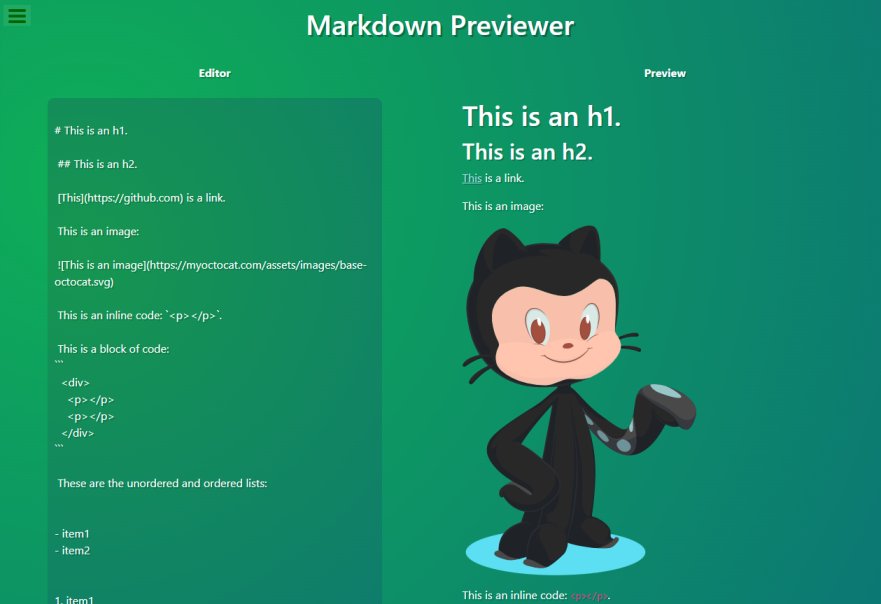 Markdown Previewer
Editor
# This is an h1.
## This is an h2.
[This](https://github.com) is a link.
This is an image:
![This is an image](https://myoctocat.com/assets/images/base-
octocat.svg)
This is an inline code: `<p></p>`.
This is a block of code:
```
<div>
<p></p>
<p></p>
</div>
```
These are the unordered and ordered lists:
- item1
- item2
1. item1
Preview
This is an h1.
This is an h2.
This is a link.
This is an image:
This is an inline code: <p></p>.